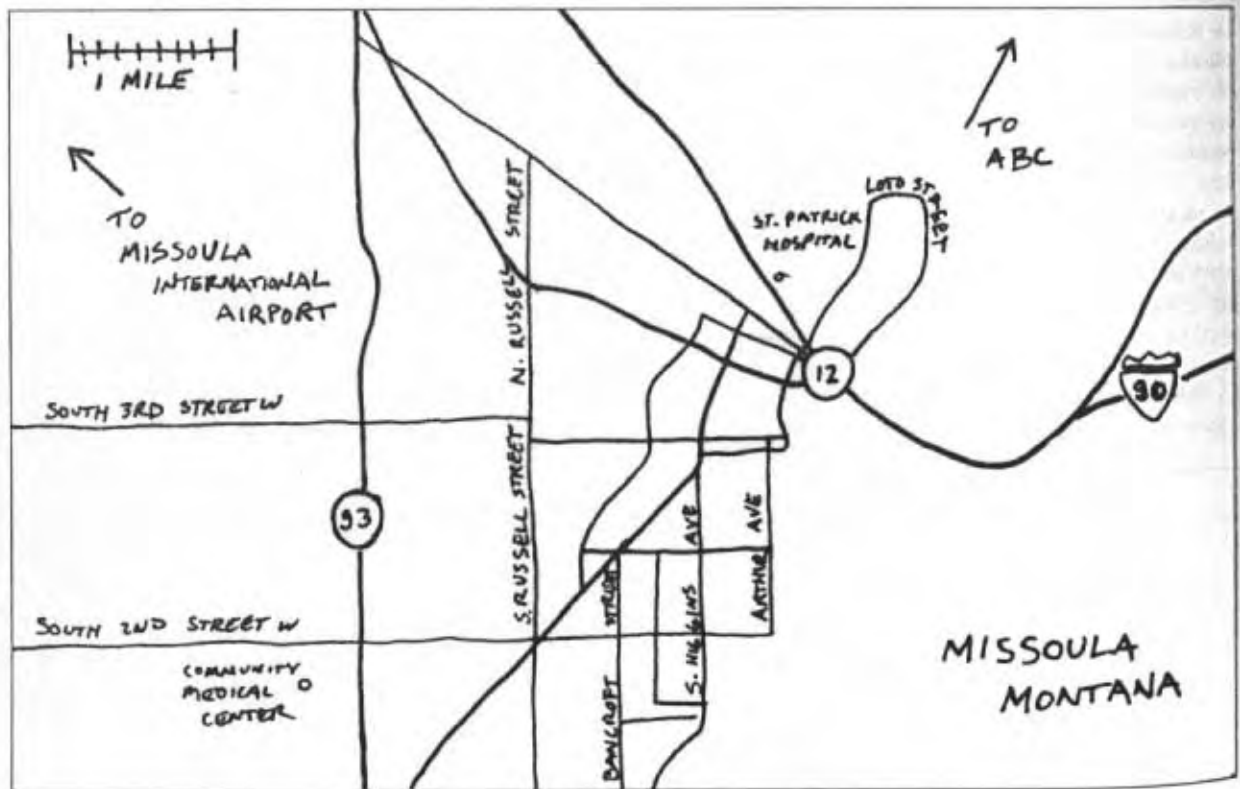 1 MILE
TO
MISSOULA
INTERNATIONAL
AIRPORT
TO
ABC
LOTO STREET
ST. PATRICK
HOSPITAL
N. RUSSELL STREET
12
90
SOUTH 3RD STREET W
93
S. RUSSELL STREET
S. HIGGINS AVE
ARTHUR AVE
BANCROFT
SOUTH 2ND STREET W
COMMUNITY
MEDICAL
CENTER
MISSOULA
MONTANA